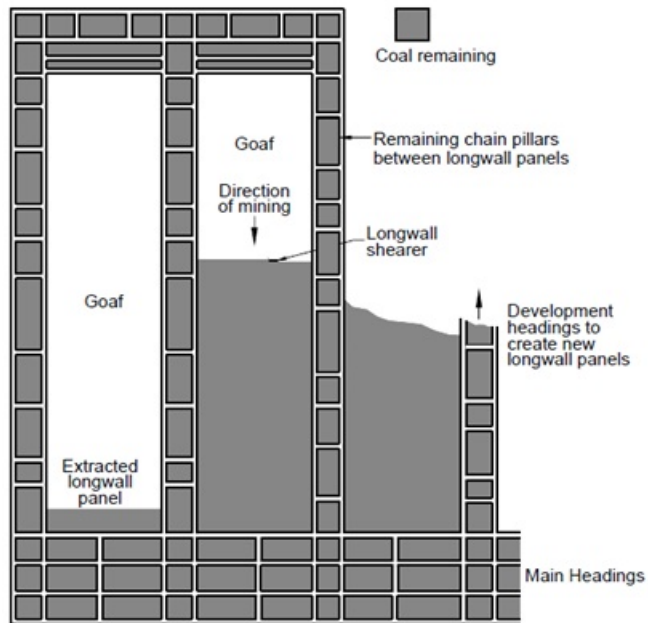 Coal remaining
Goaf
Remaining chain pillars
between longwall panels
Direction
of mining
Longwall
shearer
Goaf
Development
headings to
create new
longwall panels
Extracted
longwall
panel
Main Headings